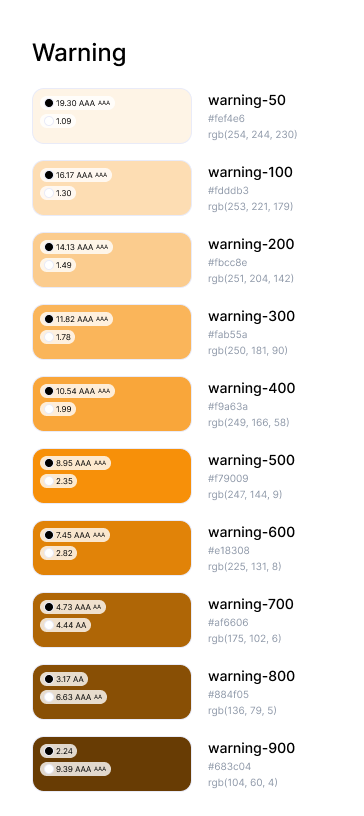 Warning
19.30 AAA AAA
1.09
warning-50
#fef4e6
rgb(254, 244, 230)
16.17 AAA AAA
1.30
warning-100
#fdddb3
rgb(253, 221, 179)
14.13 AAA AAA
1.49
warning-200
#fbcc8e
rgb(251, 204, 142)
11.82 AAA AAA
1.78
warning-300
#fab55a
rgb(250, 181, 90)
10.54 AAA AAA
1.99
warning-400
#f9a63a
rgb(249, 166, 58)
8.95 AAA AAA
2.35
warning-500
#f79009
rgb(247, 144, 9)
7.45 AAA AAA
2.82
warning-600
#e18308
rgb(225, 131, 8)
4.73 AAA AA
4.44 AA
warning-700
#af6606
rgb(175, 102, 6)
3.17 AA
6.63 AAA AA
warning-800
#884f05
rgb(136, 79, 5)
2.24
9.39 AAA AAA
warning-900
#683c04
rgb(104, 60, 4)